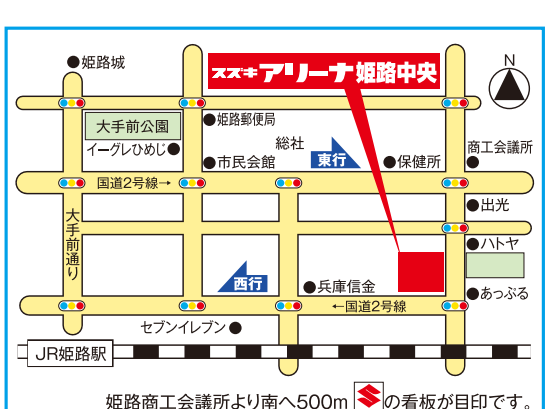 姫路城
スズキアリーナ姫路中央
N
大手前公園
姫路郵便局
イーグレひめじ
市民会館
総社
東行
保健所
商工会議所
国道2号線→
出光
大手前通り
ハトヤ
西行
兵庫信金
あっぷる
←国道2号線
セブンイレブン
JR姫路駅
姫路商工会議所より南へ500m の看板が目印です。